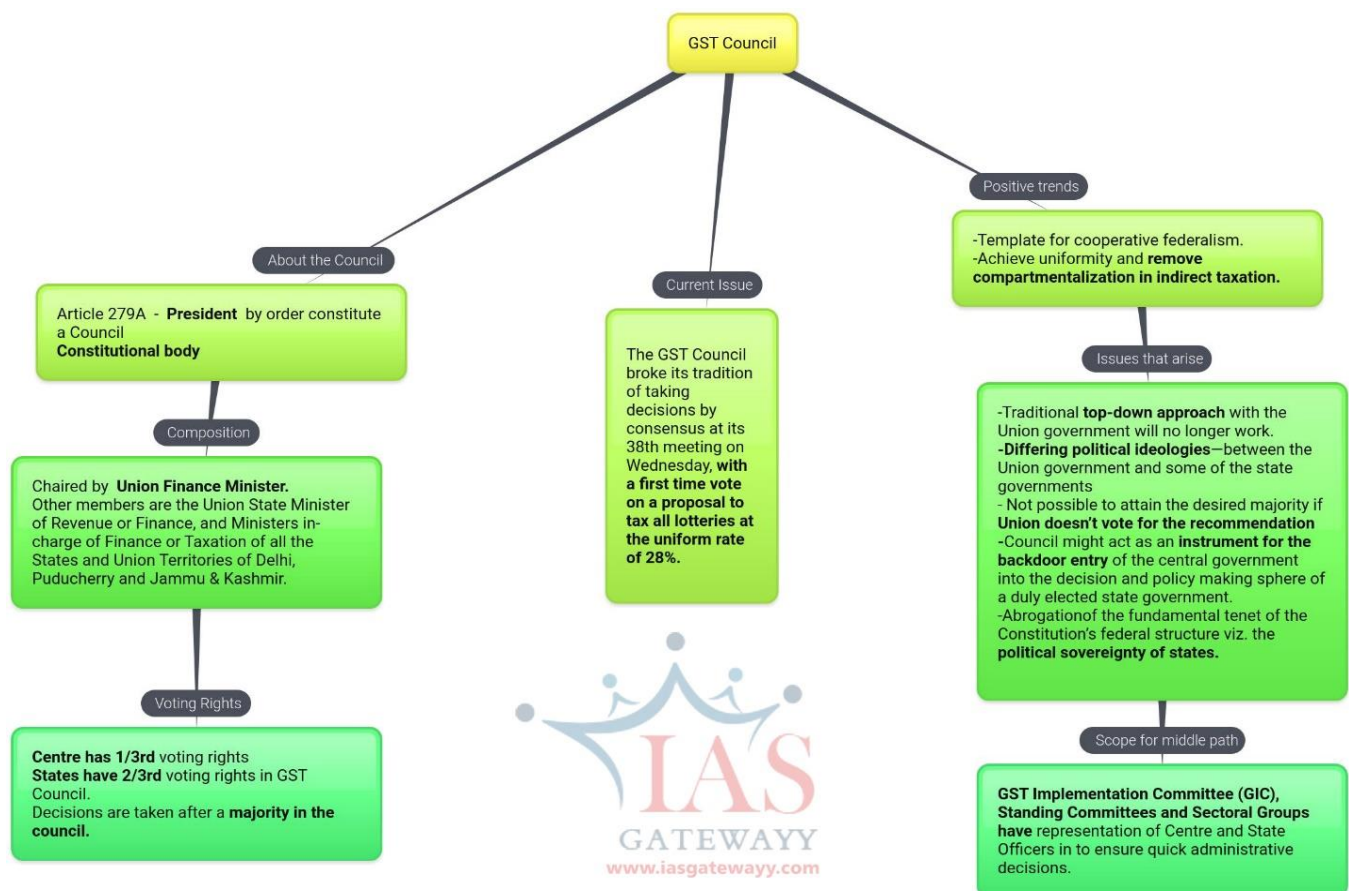 GST Council
About the Council
Article 279A - President by order constitute
a Council
Constitutional body
Composition
Chaired by Union Finance Minister.
Other members are the Union State Minister
of Revenue or Finance, and Ministers in-
charge of Finance or Taxation of all the
States and Union Territories of Delhi,
Puducherry and Jammu & Kashmir.
Voting Rights
Centre has 1/3rd voting rights
States have 2/3rd voting rights in GST
Council.
Decisions are taken after a majority in the
council.
Current Issue
The GST Council
broke its tradition
of taking
decisions by
consensus at its
38th meeting on
Wednesday, with
a first time vote
on a proposal to
tax all lotteries at
the uniform rate
of 28%.
Positive trends
-Template for cooperative federalism.
-Achieve uniformity and remove
compartmentalization in indirect taxation.
Issues that arise
-Traditional top-down approach with the
Union government will no longer work.
-Differing political ideologies—between the
Union government and some of the state
governments
- Not possible to attain the desired majority if
Union doesn't vote for the recommendation
-Council might act as an instrument for the
backdoor entry of the central government
into the decision and policy making sphere of
a duly elected state government.
-Abrogationof the fundamental tenet of the
Constitution's federal structure viz. the
political sovereignty of states.
Scope for middle path
GST Implementation Committee (GIC),
Standing Committees and Sectoral Groups
have representation of Centre and State
Officers in to ensure quick administrative
decisions.
IAS
GATEWAYY
www.iasgatewayy.com